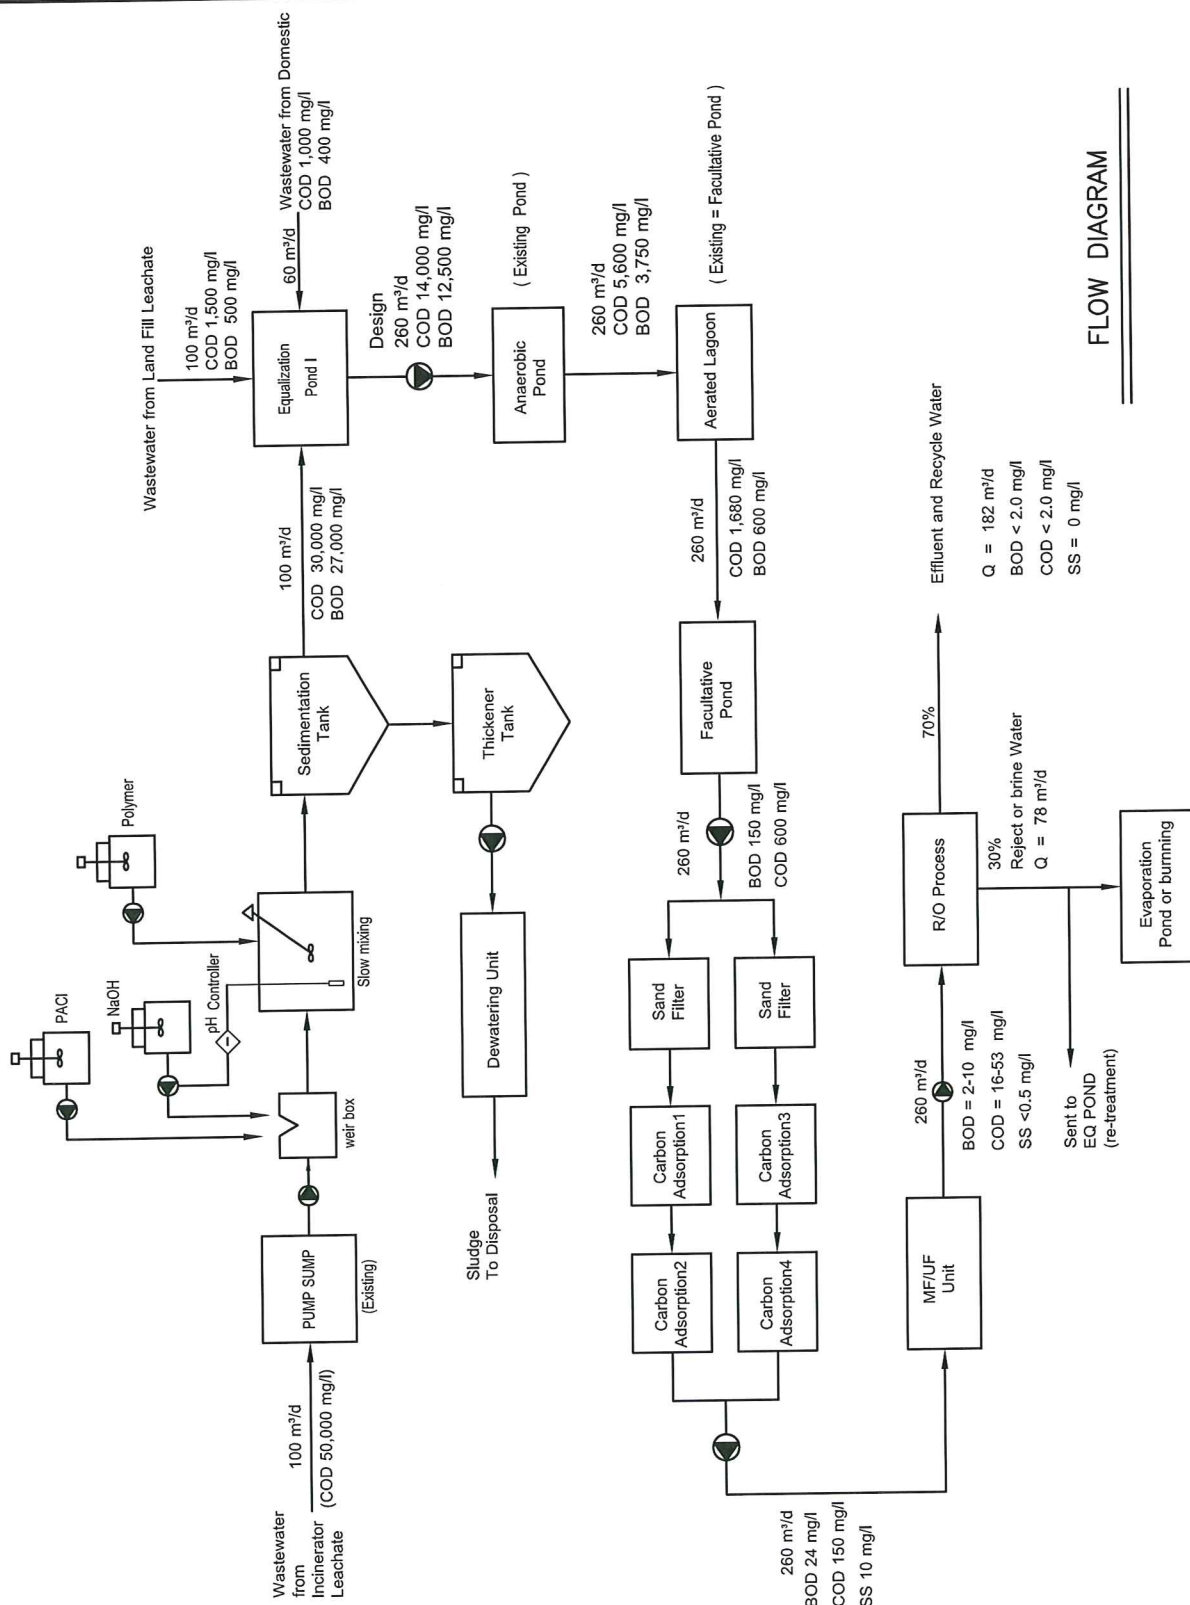 Wastewater
from
Incinerator
Leachate
100 m³/d
(COD 50,000 mg/l)
PUMP SUMP
(Existing)
weir box
PACl
NaOH
pH Controller
Polymer
Slow mixing
Sedimentation
Tank
100 m³/d
COD 30,000 mg/l
BOD 27,000 mg/l
Wastewater from Land Fill Leachate
100 m³/d
COD 1,500 mg/l
BOD 500 mg/l
Equalization
Pond I
60 m³/d
Wastewater from Domestic
COD 1,000 mg/l
BOD 400 mg/l
Thickener
Tank
Dewatering Unit
Sludge
To Disposal
Design
260 m³/d
COD 14,000 mg/l
BOD 12,500 mg/l
Anaerobic
Pond
( Existing Pond )
260 m³/d
COD 5,600 mg/l
BOD 3,750 mg/l
Aerated Lagoon
( Existing = Facultative Pond )
260 m³/d
COD 1,680 mg/l
BOD 600 mg/l
Facultative
Pond
260 m³/d
BOD 150 mg/l
COD 600 mg/l
Sand
Filter
Carbon
Adsorption1
Carbon
Adsorption2
Sand
Filter
Carbon
Adsorption3
Carbon
Adsorption4
260 m³/d
BOD 24 mg/l
COD 150 mg/l
SS 10 mg/l
MF/UF
Unit
260 m³/d
BOD = 2-10 mg/l
COD = 16-53 mg/l
SS <0.5 mg/l
R/O Process
70%
Effluent and Recycle Water
Q = 182 m³/d
BOD < 2.0 mg/l
COD < 2.0 mg/l
SS = 0 mg/l
30%
Reject or brine Water
Q = 78 m³/d
Sent to
EQ POND
(re-treatment)
Evaporation
Pond or burnning
FLOW DIAGRAM